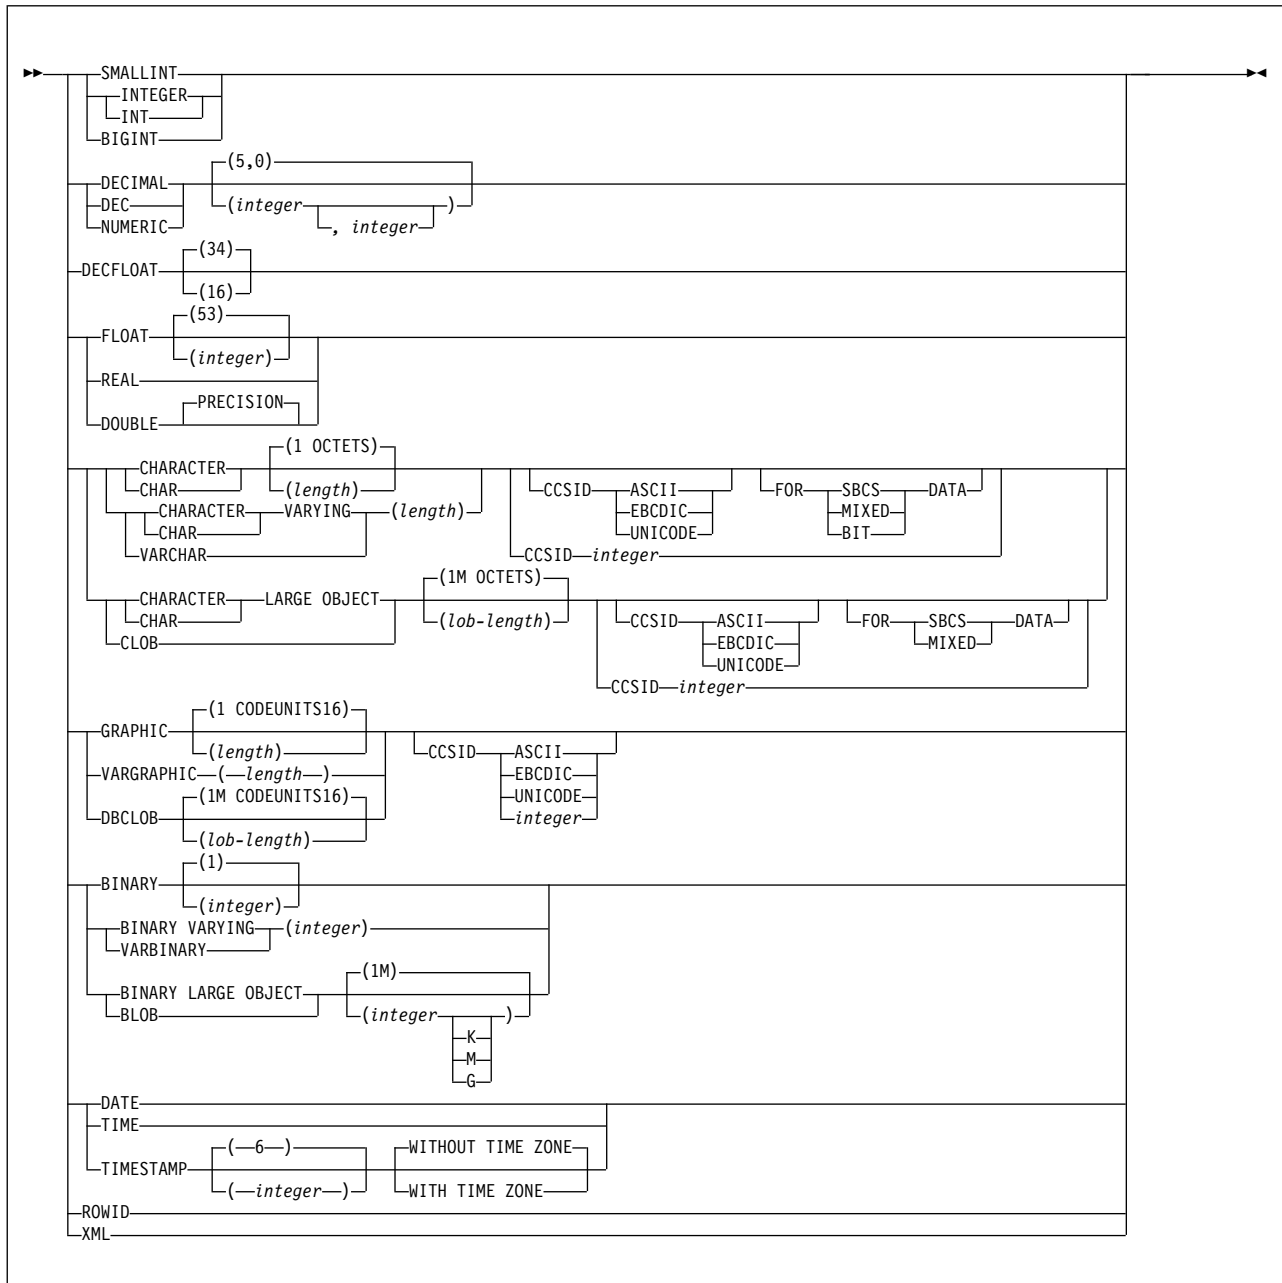 SMALLINT
INTEGER
INT
BIGINT
(5,0)
DECIMAL
DEC (integer )
NUMERIC , integer
(34)
DECFLOAT
(16)
(53)
FLOAT
(integer)
REAL
PRECISION
DOUBLE
(1 OCTETS)
CHARACTER
CHAR (length) CCSID ASCII FOR SBCS DATA
CHARACTER VARYING (length) EBCDIC MIXED
CHAR UNICODE BIT
VARCHAR CCSID integer
(1M OCTETS)
CHARACTER LARGE OBJECT
CHAR (lob-length) CCSID ASCII FOR SBCS DATA
CLOB EBCDIC MIXED
UNICODE
CCSID integer
(1 CODEUNITS16)
GRAPHIC
(length) CCSID ASCII
VARGRAPHIC ( length ) EBCDIC
(1M CODEUNITS16) UNICODE
DBCLOB integer
(lob-length)
(1)
BINARY
(integer)
BINARY VARYING (integer)
VARBINARY
(1M)
BINARY LARGE OBJECT
BLOB (integer )
K
M
G
DATE
TIME
( 6 ) WITHOUT TIME ZONE
TIMESTAMP
( integer ) WITH TIME ZONE
ROWID
XML